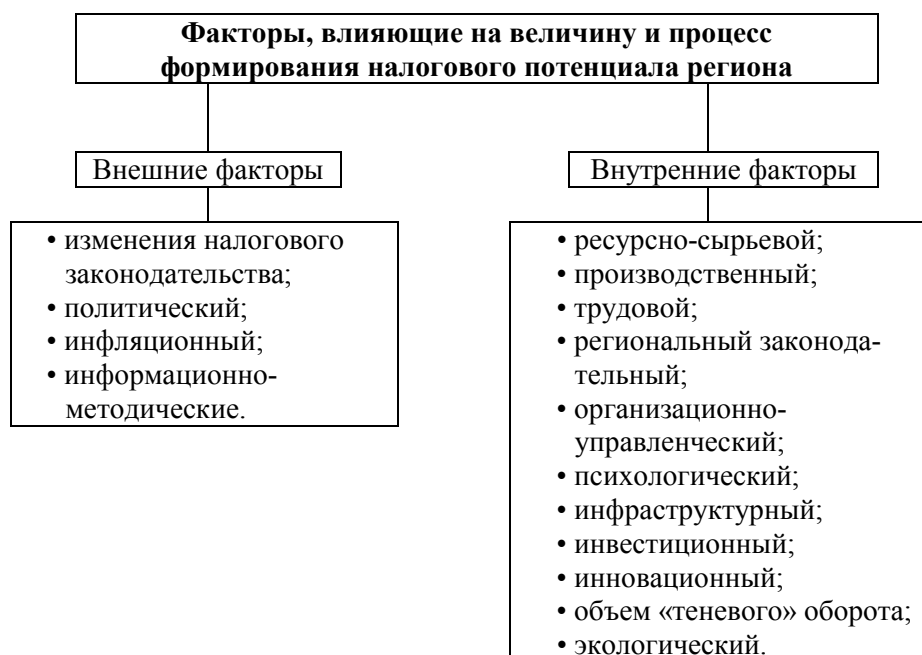 Факторы, влияющие на величину и процесс
формирования налогового потенциала региона
Внешние факторы
• изменения налогового
законодательства;
• политический;
• инфляционный;
• информационно-
методические.
Внутренние факторы
• ресурсно-сырьевой;
• производственный;
• трудовой;
• региональный законода-
тельный;
• организационно-
управленческий;
• психологический;
• инфраструктурный;
• инвестиционный;
• инновационный;
• объем «теневого» оборота;
• экологический.